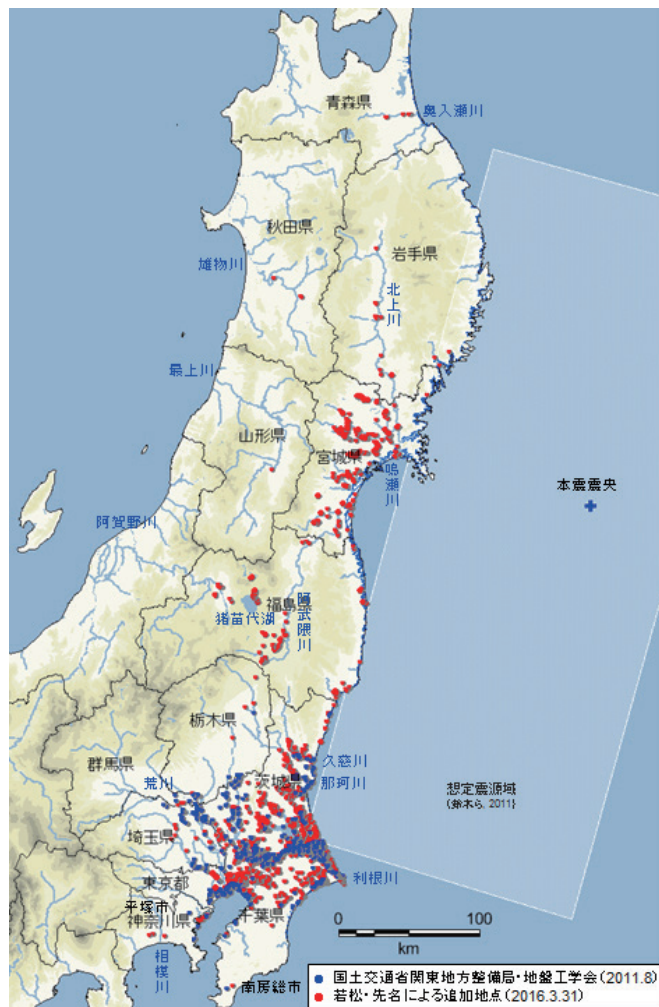 青森県
奥入瀬川
秋田県
岩手県
雄物川
北上川
最上川
山形県
宮城県
鳴瀬川
本震震央
阿賀野川
福島県
猪苗代湖
阿武隈川
栃木県
群馬県
久慈川
那珂川
荒川
茨城県
想定震源域
(鈴木ら, 2011)
埼玉県
東京都
利根川
平塚市
神奈川県
千葉県
0 100
km
相模川
南房総市
国土交通省関東地方整備局・地盤工学会(2011.8)
若松・先名による追加地点(2016.3.31)